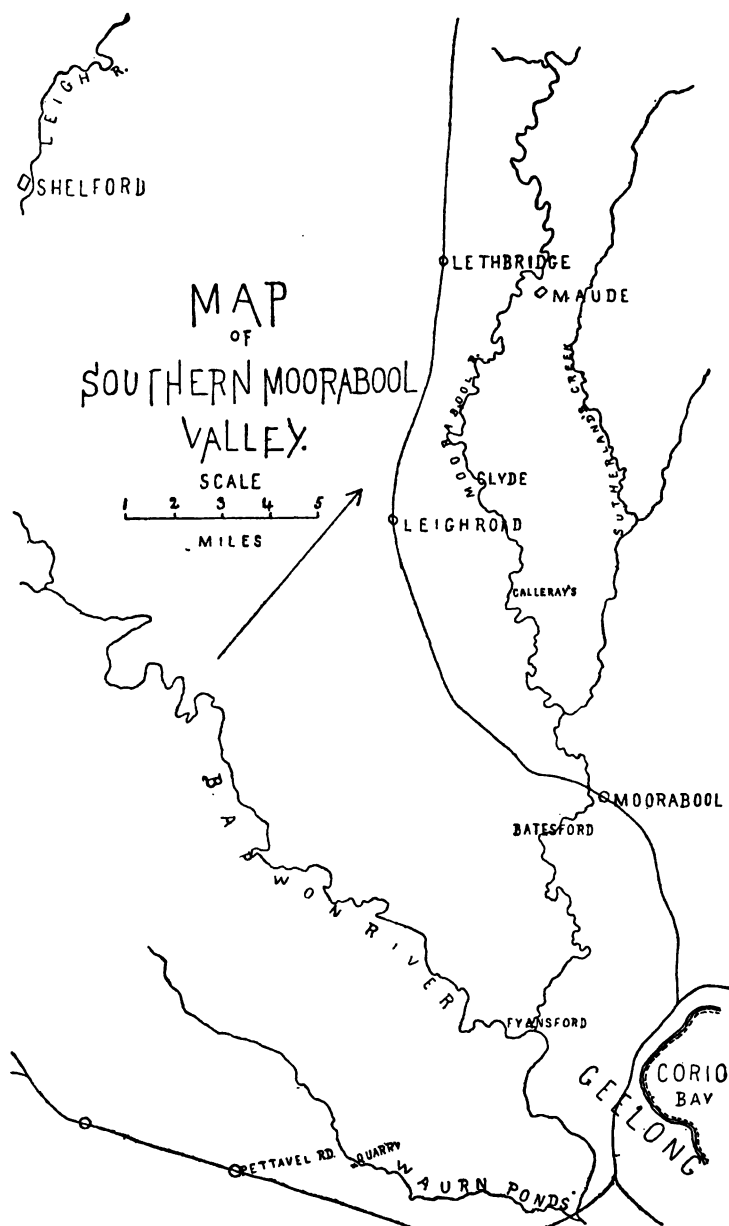 LEIGH R.
SHELFORD
LETHBRIDGE
MAUDE
MAP
OF
SOUTHERN MOORABOOL
VALLEY.
SCALE
1 2 3 4 5
MILES
MOORABOOL R.
SUTHERLAND'S CREEK
CLYDE
LEIGHROAD
CALLERAY'S
BARWON RIVER
MOORABOOL
BATESFORD
FYANSFORD
GEELONG
CORIO
BAY
PETTAVEL RD.
QUARRY
WAURN PONDS.